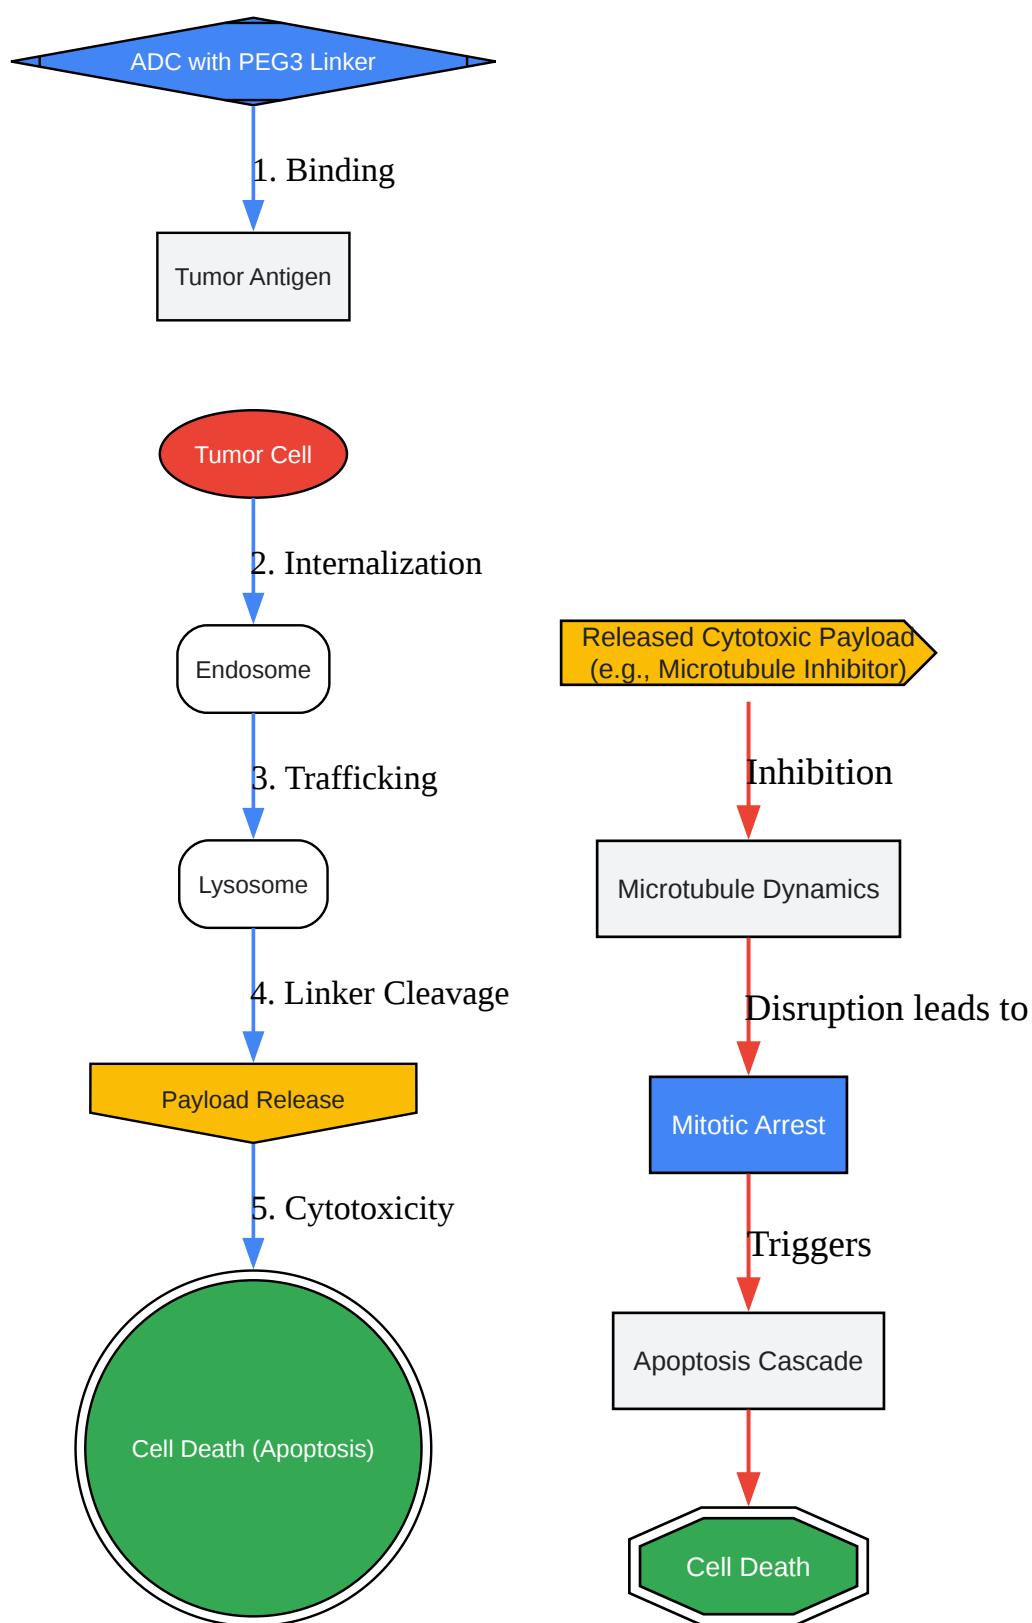 ADC with PEG3 Linker
1. Binding
Tumor Antigen
Tumor Cell
2. Internalization
Endosome
3. Trafficking
Lysosome
4. Linker Cleavage
Payload Release
5. Cytotoxicity
Cell Death (Apoptosis)
Released Cytotoxic Payload
(e.g., Microtubule Inhibitor)
Inhibition
Microtubule Dynamics
Disruption leads to
Mitotic Arrest
Triggers
Apoptosis Cascade
Cell Death